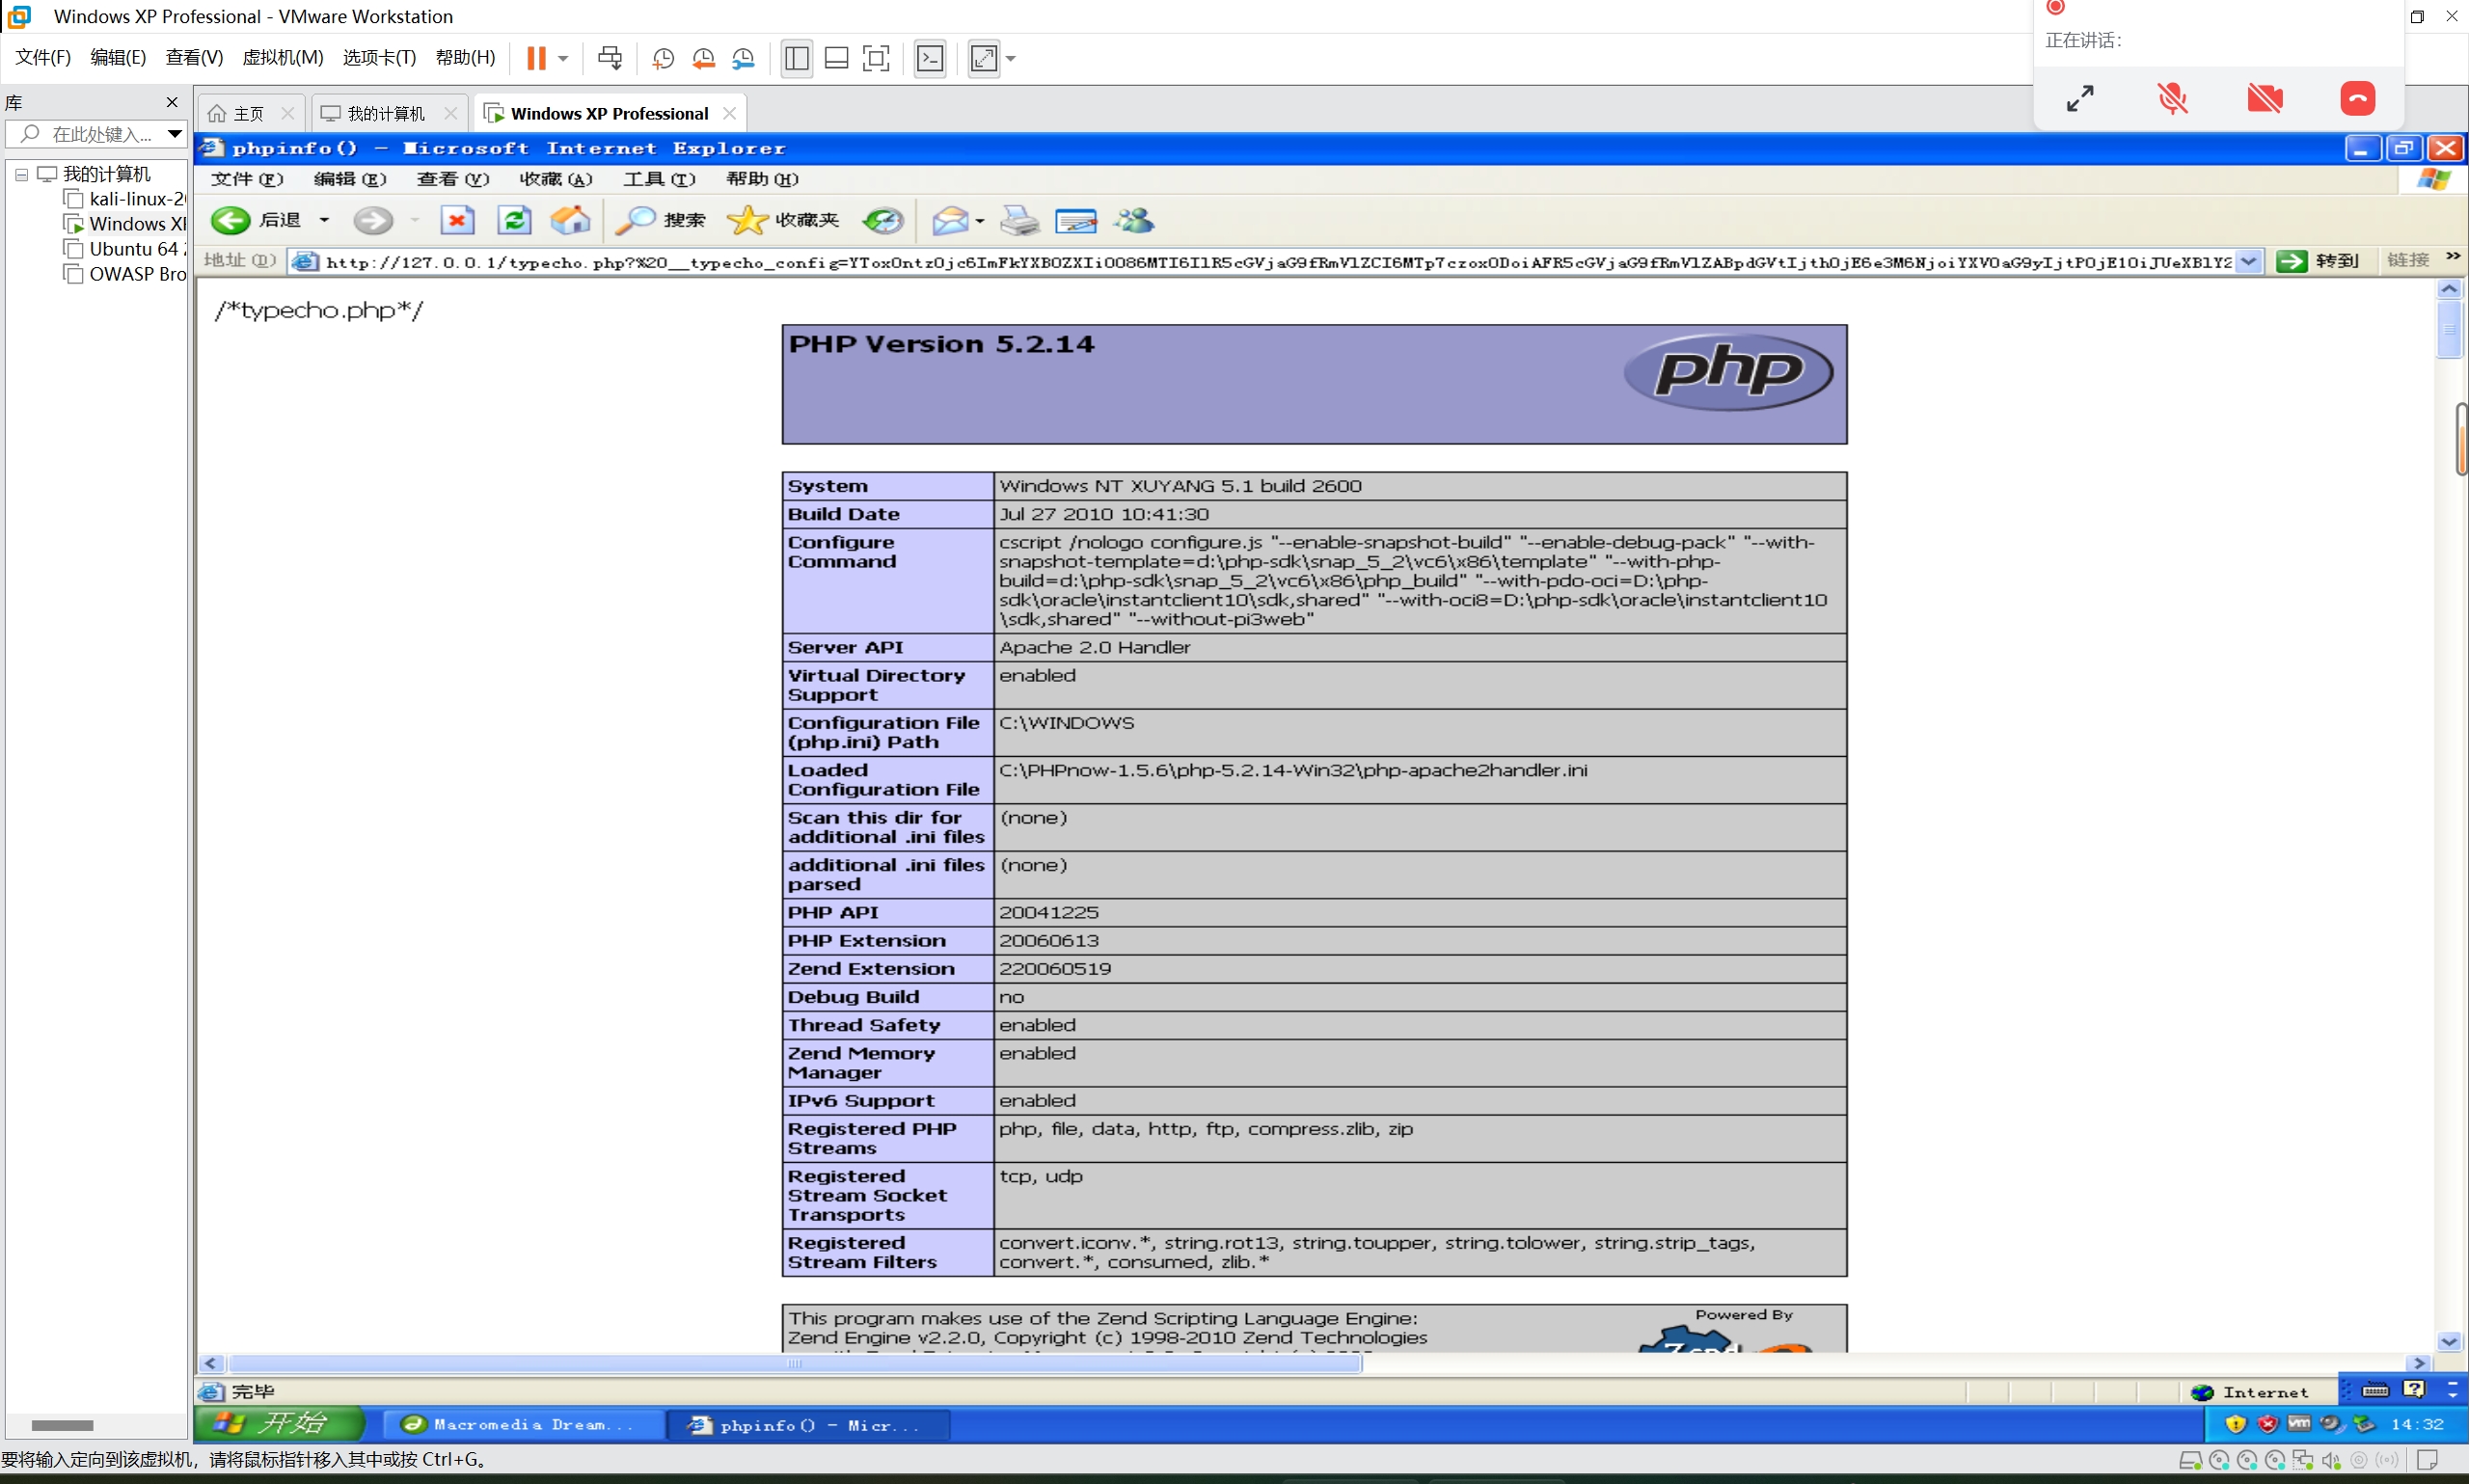 Windows XP Professional - VMware Workstation
正在讲话:
文件(F) 编辑(E) 查看(V) 虚拟机(M) 选项卡(T) 帮助(H)
库
主页
我的计算机
Windows XP Professional
在此处键入...
我的计算机
kali-linux-2
Windows XP
Ubuntu 64
OWASP Bro
phpinfo() - Microsoft Internet Explorer
文件(F) 编辑(E) 查看(V) 收藏(A) 工具(T) 帮助(H)
后退 搜索 收藏夹
地址(D)
转到 链接 »
/*typecho.php*/
PHP Version 5.2.14
php
System Windows NT XUYANG 5.1 build 2600
Build Date Jul 27 2010 10:41:30
Configure Command cscript /nologo configure.js "--enable-snapshot-build" "--enable-debug-pack" "--with-
snapshot-template=d:\php-sdk\snap_5_2\vc6\x86\template" "--with-php-
build=d:\php-sdk\snap_5_2\vc6\x86\php_build" "--with-pdo-oci=D:\php-
sdk\oracle\instantclient10\sdk,shared" "--with-oci8=D:\php-sdk\oracle\instantclient10
\sdk,shared" "--without-pi3web"
Server API Apache 2.0 Handler
Virtual Directory Support enabled
Configuration File (php.ini) Path C:\WINDOWS
Loaded Configuration File C:\PHPnow-1.5.6\php-5.2.14-Win32\php-apache2handler.ini
Scan this dir for additional .ini files (none)
additional .ini files parsed (none)
PHP API 20041225
PHP Extension 20060613
Zend Extension 220060519
Debug Build no
Thread Safety enabled
Zend Memory Manager enabled
IPv6 Support enabled
Registered PHP Streams php, file, data, http, ftp, compress.zlib, zip
Registered Stream Socket Transports tcp, udp
Registered Stream Filters convert.iconv.*, string.rot13, string.toupper, string.tolower, string.strip_tags,
convert.*, consumed, zlib.*
This program makes use of the Zend Scripting Language Engine:
Zend Engine v2.2.0, Copyright (c) 1998-2010 Zend Technologies
Powered By
完毕
Internet
开始
Macromedia Dream...
phpinfo() - Micr...
14:32
要将输入定向到该虚拟机，请将鼠标指针移入其中或按 Ctrl+G。